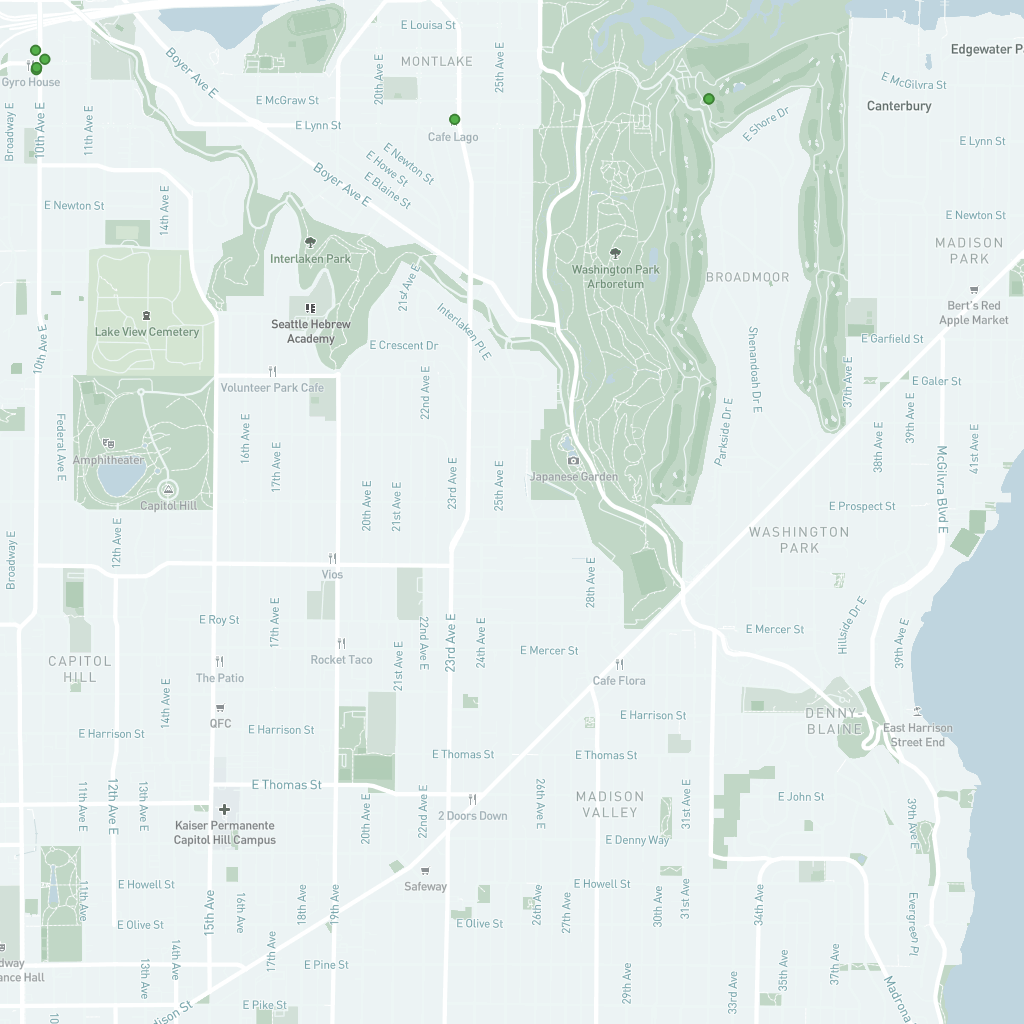 E Louisa St
Edgewater P
MONTLAKE
25th Ave E
20th Ave E
Boyer Ave E
E McGilvra St
Gyro House
E McGraw St
Canterbury
Broadway E
10th Ave E
11th Ave E
E Lynn St
Cafe Lago
E Shore Dr
E Lynn St
E Newton St
E Howe St
E Blaine St
Boyer Ave E
E Newton St
14th Ave E
E Newton St
MADISON
PARK
Interlaken Park
Washington Park
Arboretum
BROADMOOR
21st Ave E
Bert's Red
Apple Market
Lake View Cemetery
Seattle Hebrew
Academy
Interlaken Pl E
10th Ave E
E Crescent Dr
E Garfield St
Shenandoah Dr E
Volunteer Park Cafe
37th Ave E
E Galer St
22nd Ave E
39th Ave E
Federal Ave E
16th Ave E
17th Ave E
Parkside Dr E
38th Ave E
41st Ave E
Amphitheater
Japanese Garden
23rd Ave E
25th Ave E
McGilvra Blvd E
Capitol Hill
20th Ave E
21st Ave E
E Prospect St
12th Ave E
Broadway E
WASHINGTON
PARK
Vios
28th Ave E
E Roy St
17th Ave E
22nd Ave E
23rd Ave E
24th Ave E
E Mercer St
Hillside Dr E
39th Ave E
E Mercer St
CAPITOL
HILL
Rocket Taco
21st Ave E
The Patio
Cafe Flora
14th Ave E
QFC
E Harrison St
E Harrison St
E Harrison St
DENNY-
BLAINE
East Harrison
Street End
E Thomas St
E Thomas St
E Thomas St
11th Ave E
12th Ave E
13th Ave E
20th Ave E
22nd Ave E
26th Ave E
31st Ave E
MADISON
VALLEY
E John St
2 Doors Down
39th Ave E
Kaiser Permanente
Capitol Hill Campus
E Denny Way
Safeway
E Howell St
E Howell St
11th Ave
15th Ave
16th Ave
18th Ave
19th Ave
26th Ave
27th Ave
30th Ave
31st Ave
34th Ave
Evergreen Pl
E Olive St
E Olive St
dway
ance Hall
13th Ave
14th Ave
17th Ave
E Pine St
29th Ave
33rd Ave
35th Ave
37th Ave
Madrona
E Pike St
dison St